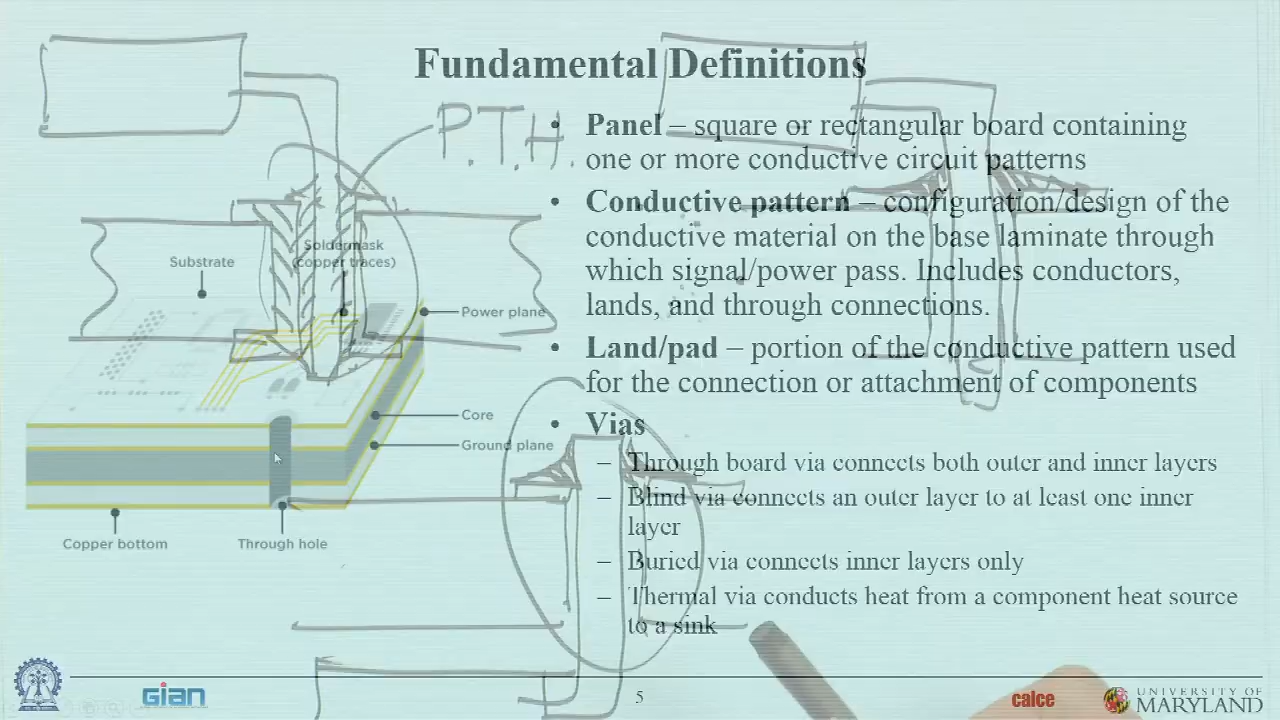 Fundamental Definitions
P.T.H.
• Panel – square or rectangular board containing
one or more conductive circuit patterns
• Conductive pattern – configuration/design of the
conductive material on the base laminate through
which signal/power pass. Includes conductors,
lands, and through connections.
• Land/pad – portion of the conductive pattern used
for the connection or attachment of components
• Vias
– Through board via connects both outer and inner layers
– Blind via connects an outer layer to at least one inner
layer
– Buried via connects inner layers only
– Thermal via conducts heat from a component heat source
to a sink
Soldermask
(copper traces)
Substrate
Power plane
Core
Ground plane
Copper bottom
Through hole
gian
5
calce
UNIVERSITY OF
MARYLAND